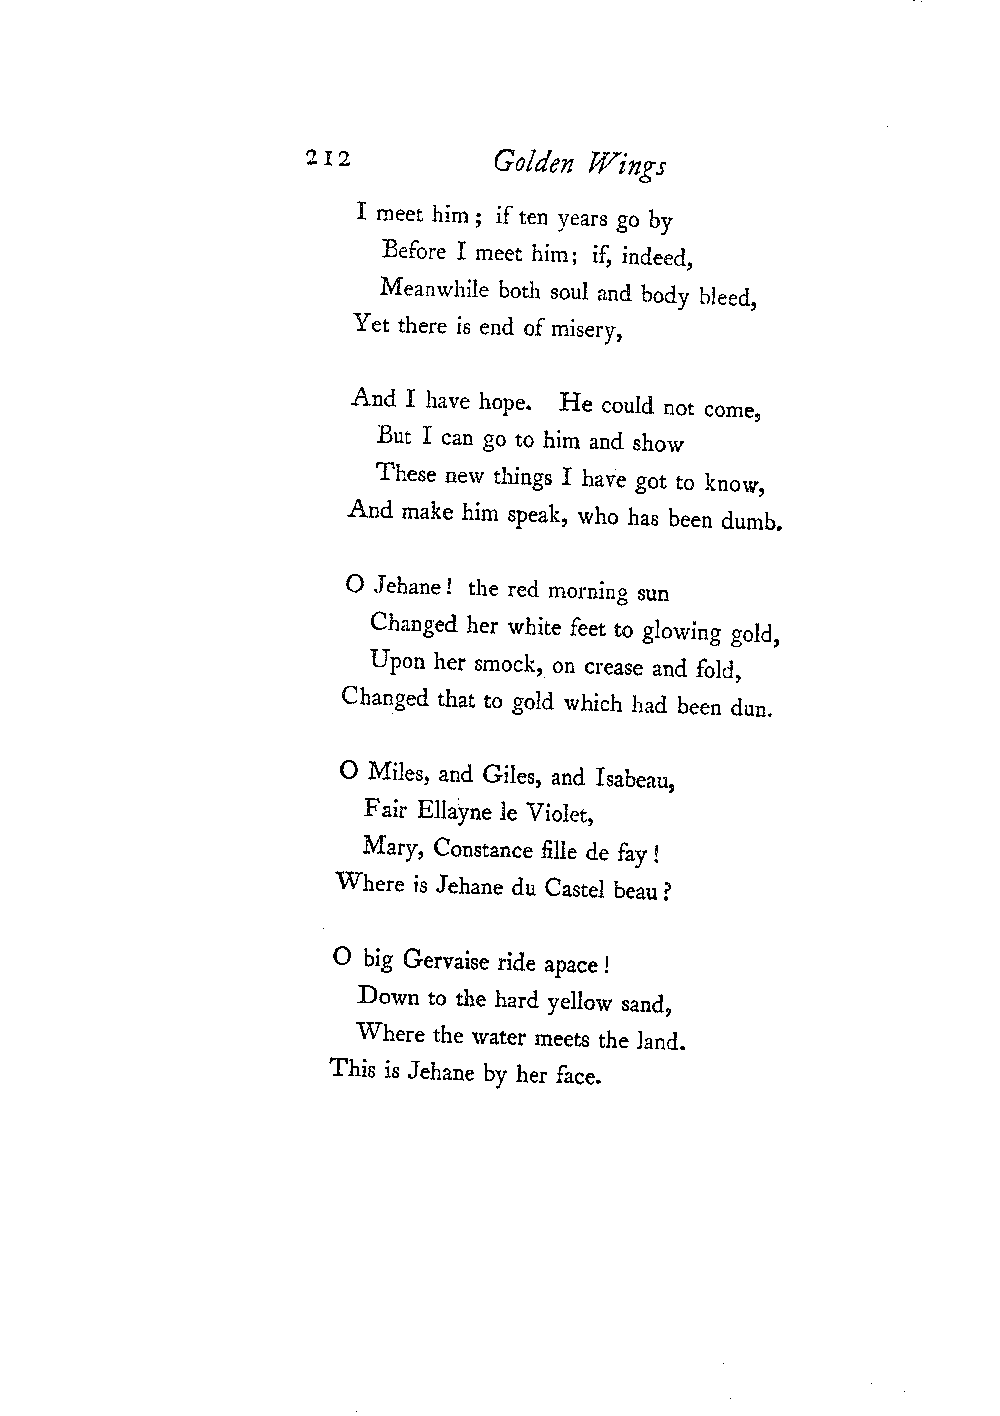 212 Golden Wings
I meet him; if ten years go by
Before I meet him; if, indeed,
Meanwhile both soul and body bleed,
Yet there is end of misery,
And I have hope. He could not come,
But I can go to him and show
These new things I have got to know,
And make him speak, who has been dumb.
O Jehane! the red morning sun
Changed her white feet to glowing gold,
Upon her smock, on crease and fold,
Changed that to gold which had been dun.
O Miles, and Giles, and Isabeau,
Fair Ellayne le Violet,
Mary, Constance fille de fay!
Where is Jehane du Castel beau?
O big Gervaise ride apace!
Down to the hard yellow sand,
Where the water meets the land.
This is Jehane by her face.